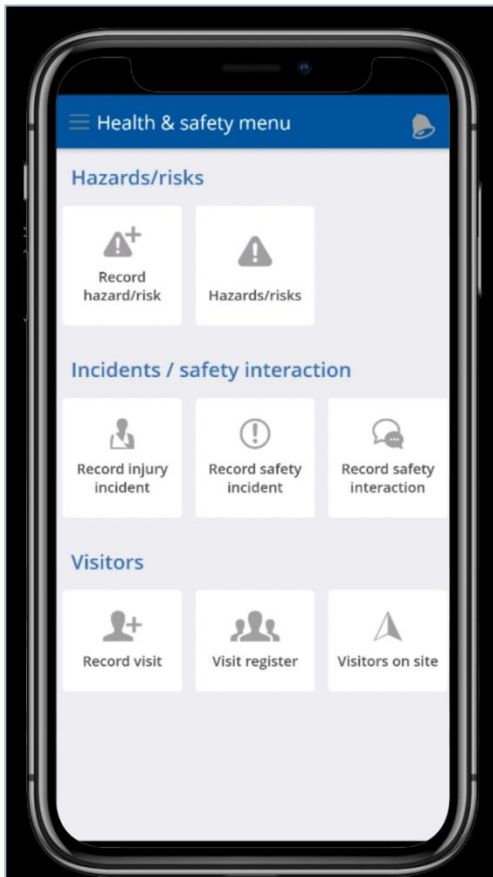 Health & safety menu
Hazards/risks
Record
hazard/risk
Hazards/risks
Incidents / safety interaction
Record injury
incident
Record safety
incident
Record safety
interaction
Visitors
Record visit
Visit register
Visitors on site